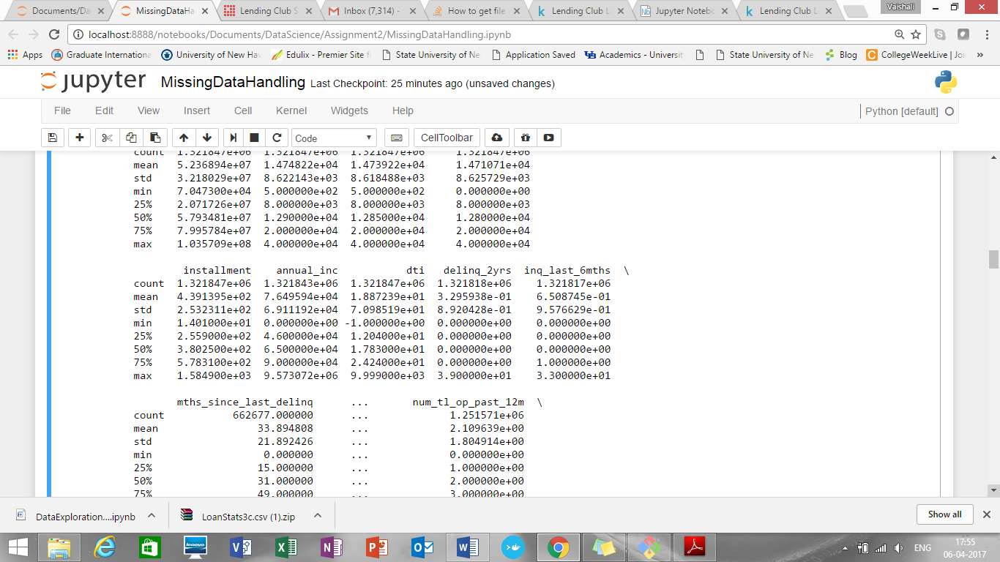 Vaishali
Documents/Da
MissingDataHa
Lending Club S
Inbox (7,314) -
How to get file
Lending Club L
Jupyter Notebo
Lending Club L
localhost:8888/notebooks/Documents/DataScience/Assignment2/MissingDataHandling.ipynb
Apps Graduate Internationa University of New Hav Edulix - Premier Site f State University of Ne Application Saved Academics - Universit State University of Ne Blog CollegeWeekLive | Joi »
jupyter MissingDataHandling Last Checkpoint: 25 minutes ago (unsaved changes)
File Edit View Insert Cell Kernel Widgets Help Python [default]
Code CellToolbar
count 1.321847e+06 1.321847e+06 1.321847e+06 1.321847e+06
mean 5.236894e+07 1.474822e+04 1.473922e+04 1.471071e+04
std 3.218029e+07 8.622143e+03 8.618488e+03 8.625729e+03
min 7.047300e+04 5.000000e+02 5.000000e+02 0.000000e+00
25% 2.071726e+07 8.000000e+03 8.000000e+03 8.000000e+03
50% 5.793481e+07 1.290000e+04 1.285000e+04 1.280000e+04
75% 7.995784e+07 2.000000e+04 2.000000e+04 2.000000e+04
max 1.035709e+08 4.000000e+04 4.000000e+04 4.000000e+04
installment annual_inc dti delinq_2yrs inq_last_6mths \
count 1.321847e+06 1.321843e+06 1.321847e+06 1.321818e+06 1.321817e+06
mean 4.391395e+02 7.649594e+04 1.887239e+01 3.295938e-01 6.508745e-01
std 2.532311e+02 6.911192e+04 7.098519e+01 8.920428e-01 9.576629e-01
min 1.401000e+01 0.000000e+00 -1.000000e+00 0.000000e+00 0.000000e+00
25% 2.559000e+02 4.600000e+04 1.204000e+01 0.000000e+00 0.000000e+00
50% 3.802500e+02 6.500000e+04 1.783000e+01 0.000000e+00 0.000000e+00
75% 5.783100e+02 9.000000e+04 2.424000e+01 0.000000e+00 1.000000e+00
max 1.584900e+03 9.573072e+06 9.999000e+03 3.900000e+01 3.300000e+01
mths_since_last_delinq ... num_tl_op_past_12m \
count 662677.000000 ... 1.251571e+06
mean 33.894808 ... 2.109639e+00
std 21.892426 ... 1.804914e+00
min 0.000000 ... 0.000000e+00
25% 15.000000 ... 1.000000e+00
50% 31.000000 ... 2.000000e+00
75% 49.000000 ... 3.000000e+00
DataExploration....ipynb LoanStats3c.csv (1).zip Show all
lenovo
ENG
17:55
06-04-2017